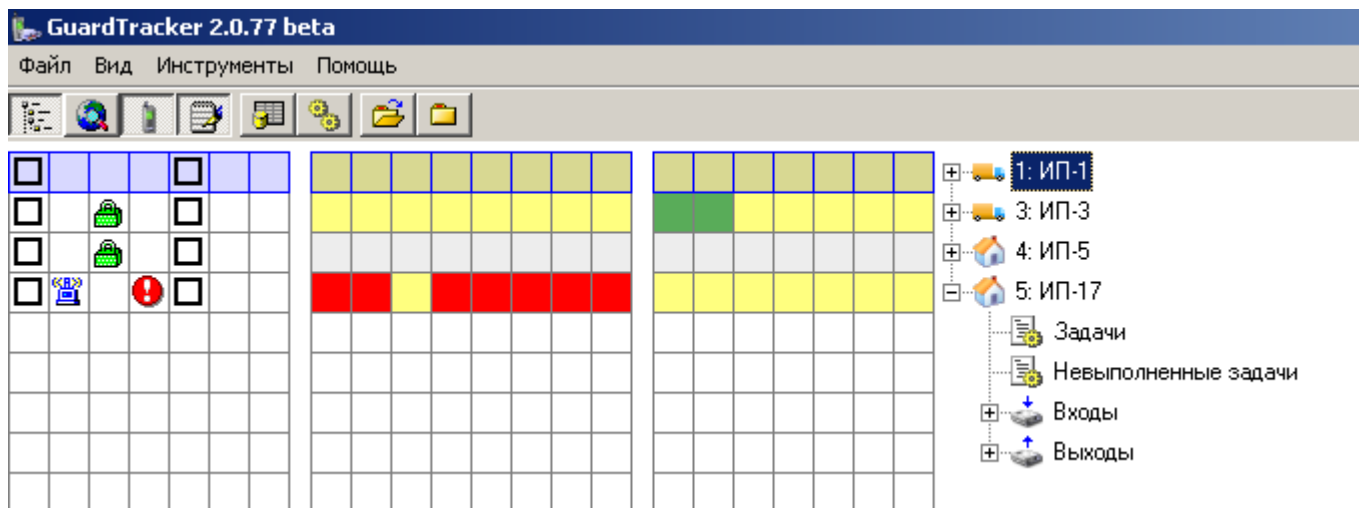 GuardTracker 2.0.77 beta
Файл Вид Инструменты Помощь
1: ИП-1
3: ИП-3
4: ИП-5
5: ИП-17
Задачи
Невыполненные задачи
Входы
Выходы